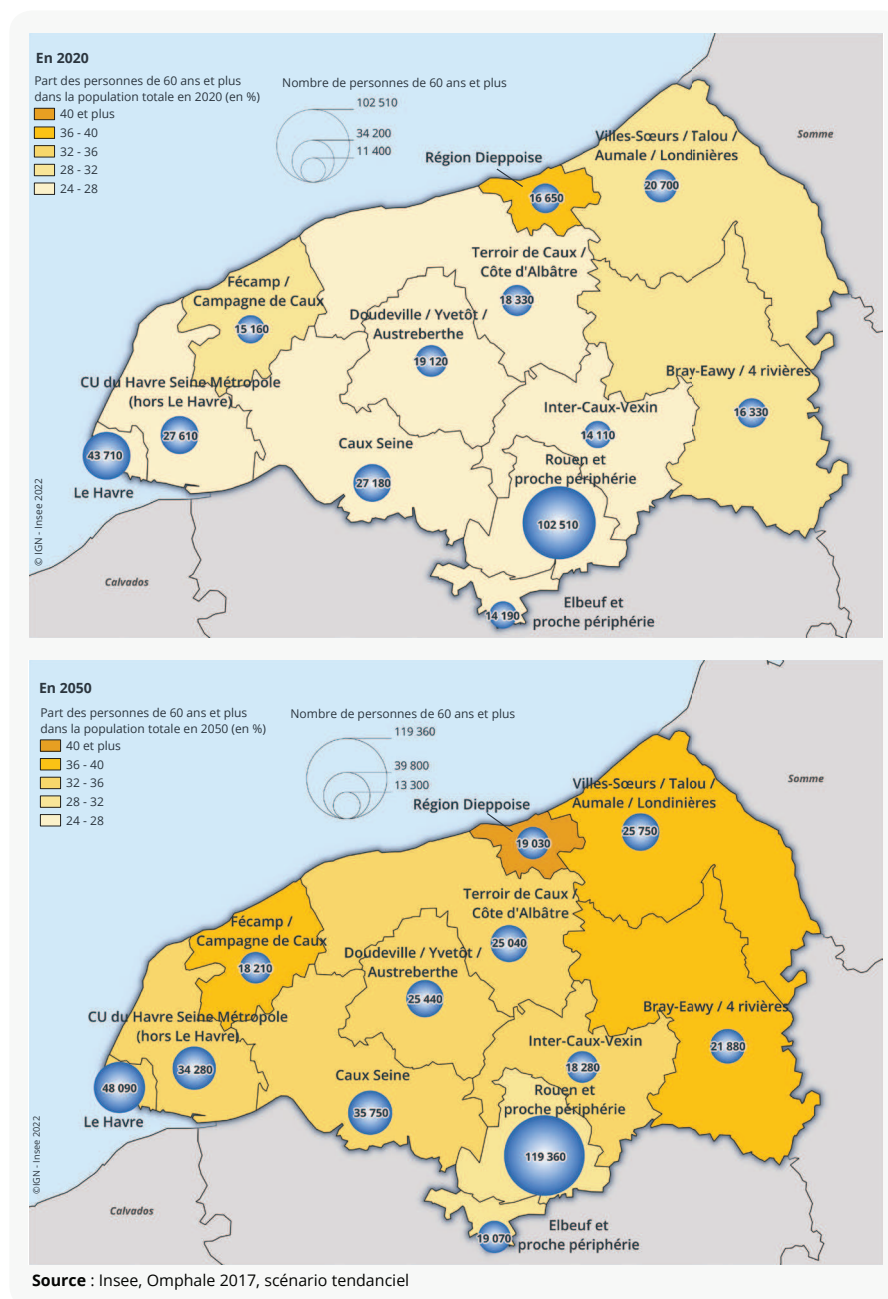 En 2020
Part des personnes de 60 ans et plus
dans la population totale en 2020 (en %)
40 et plus
36 - 40
32 - 36
28 - 32
24 - 28
Nombre de personnes de 60 ans et plus
102 510
34 200
11 400
Somme
Villes-Sœurs / Talou /
Aumale / Londinières
20 700
Région Dieppoise
16 650
Terroir de Caux /
Côte d'Albâtre
18 330
Fécamp /
Campagne de Caux
15 160
Doudeville / Yvetôt /
Austreberthe
19 120
Bray-Eawy / 4 rivières
16 330
CU du Havre Seine Métropole
(hors Le Havre)
27 610
Inter-Caux-Vexin
14 110
43 710
Le Havre
Caux Seine
27 180
Rouen et
proche périphérie
102 510
Elbeuf et
proche périphérie
14 190
Calvados
© IGN - Insee 2022
En 2050
Part des personnes de 60 ans et plus
dans la population totale en 2050 (en %)
40 et plus
36 - 40
32 - 36
28 - 32
24 - 28
Nombre de personnes de 60 ans et plus
119 360
39 800
13 300
Somme
Villes-Sœurs / Talou /
Aumale / Londinières
25 750
Région Dieppoise
19 030
Terroir de Caux /
Côte d'Albâtre
25 040
Fécamp /
Campagne de Caux
18 210
Doudeville / Yvetôt /
Austreberthe
25 440
Bray-Eawy / 4 rivières
21 880
CU du Havre Seine Métropole
(hors Le Havre)
34 280
Inter-Caux-Vexin
18 280
48 090
Le Havre
Caux Seine
35 750
Rouen et
proche périphérie
119 360
Elbeuf et
proche périphérie
19 070
Calvados
©IGN - Insee 2022
Source : Insee, Omphale 2017, scénario tendanciel